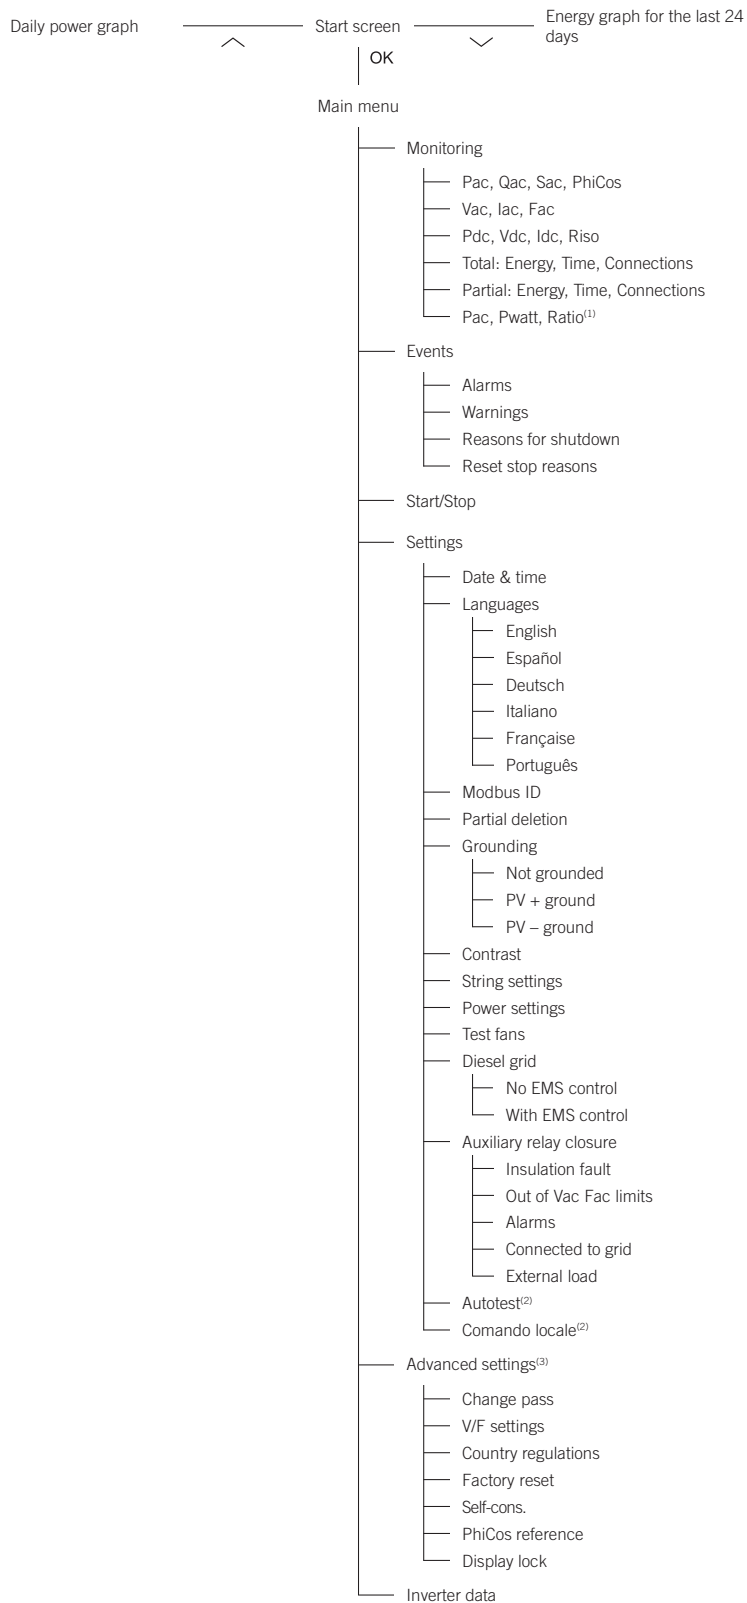 Daily power graph
Start screen
Energy graph for the last 24
days
OK
Main menu
Monitoring
Pac, Qac, Sac, PhiCos
Vac, Iac, Fac
Pdc, Vdc, Idc, Riso
Total: Energy, Time, Connections
Partial: Energy, Time, Connections
Pac, Pwatt, Ratio(1)
Events
Alarms
Warnings
Reasons for shutdown
Reset stop reasons
Start/Stop
Settings
Date & time
Languages
English
Español
Deutsch
Italiano
Française
Português
Modbus ID
Partial deletion
Grounding
Not grounded
PV + ground
PV – ground
Contrast
String settings
Power settings
Test fans
Diesel grid
No EMS control
With EMS control
Auxiliary relay closure
Insulation fault
Out of Vac Fac limits
Alarms
Connected to grid
External load
Autotest(2)
Comando locale(2)
Advanced settings(3)
Change pass
V/F settings
Country regulations
Factory reset
Self-cons.
PhiCos reference
Display lock
Inverter data